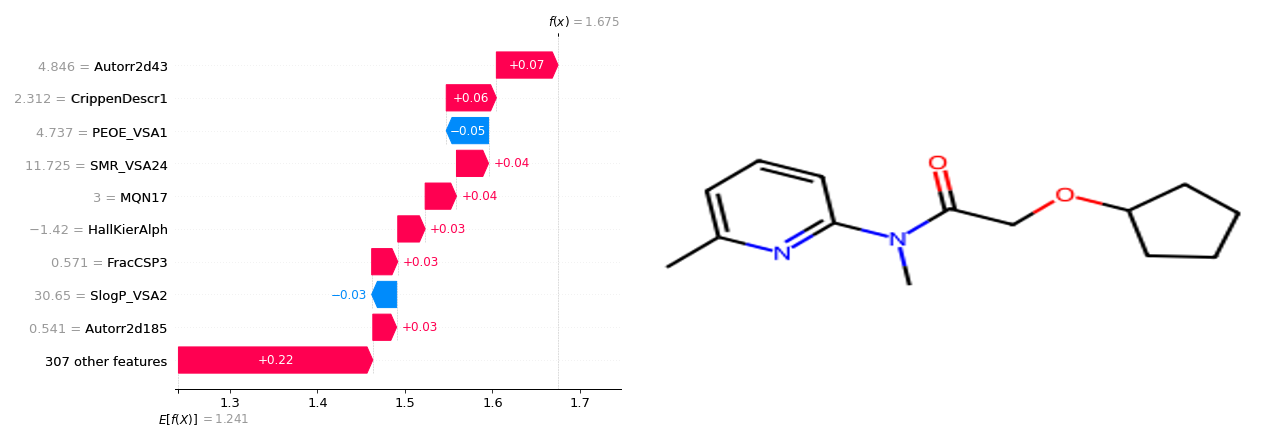 f(x) = 1.675
4.846 = Autorr2d43
+0.07
2.312 = CrippenDescr1
+0.06
4.737 = PEOE_VSA1
−0.05
11.725 = SMR_VSA24
+0.04
3 = MQN17
+0.04
−1.42 = HallKierAlph
+0.03
0.571 = FracCSP3
+0.03
30.65 = SlogP_VSA2
−0.03
0.541 = Autorr2d185
+0.03
307 other features
+0.22
1.3 1.4 1.5 1.6 1.7
E[f(X)] = 1.241
O
O
N
N